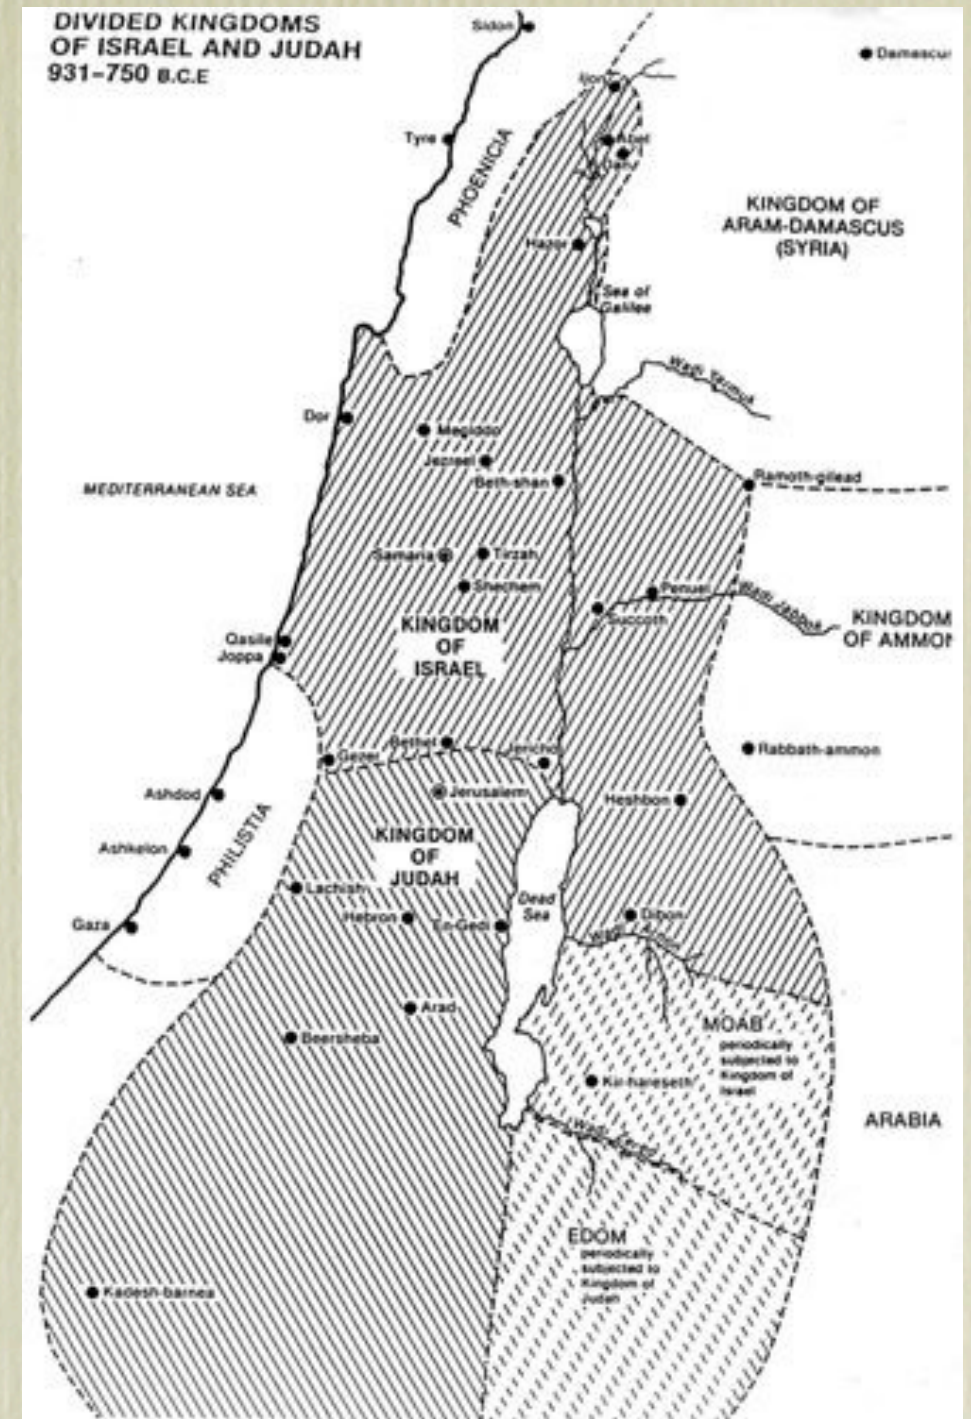 DIVIDED KINGDOMS
OF ISRAEL AND JUDAH
931–750 B.C.E
Sidon
Damascu
Ijon
Tyre
Abel
Dan
PHOENICIA
KINGDOM OF
ARAM-DAMASCUS
(SYRIA)
Hazor
Sea of
Galilee
Wadi Yarmuk
Dor
Megiddo
Jezreel
Beth-shan
Ramoth-gilead
MEDITERRANEAN SEA
Samaria
Tirzah
Shechem
Penuel
Wadi Jabbok
Succoth
KINGDOM
OF AMMON
KINGDOM
OF
ISRAEL
Qasile
Joppa
Bethel
Gezer
Jericho
Rabbath-ammon
Ashdod
Jerusalem
Heshbon
KINGDOM
OF
JUDAH
Ashkelon
PHILISTIA
Lachish
Hebron
En-Gedi
Dead
Sea
Dibon
Wadi Arnon
Gaza
Arad
Beersheba
MOAB
periodically
subjected to
Kingdom of
Israel
Kir-hareseth
ARABIA
Wadi Zered
EDOM
periodically
subjected to
Kingdom of
Judah
Kadesh-barnea